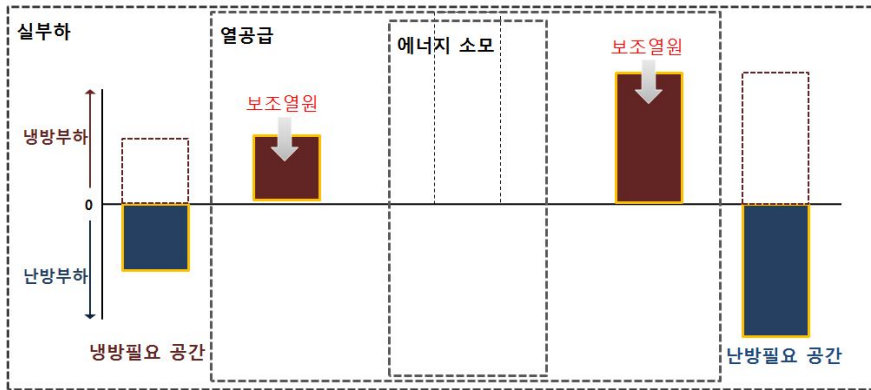 실부하
열공급
에너지 소모
보조열원
보조열원
냉방부하
0
난방부하
냉방필요 공간
난방필요 공간